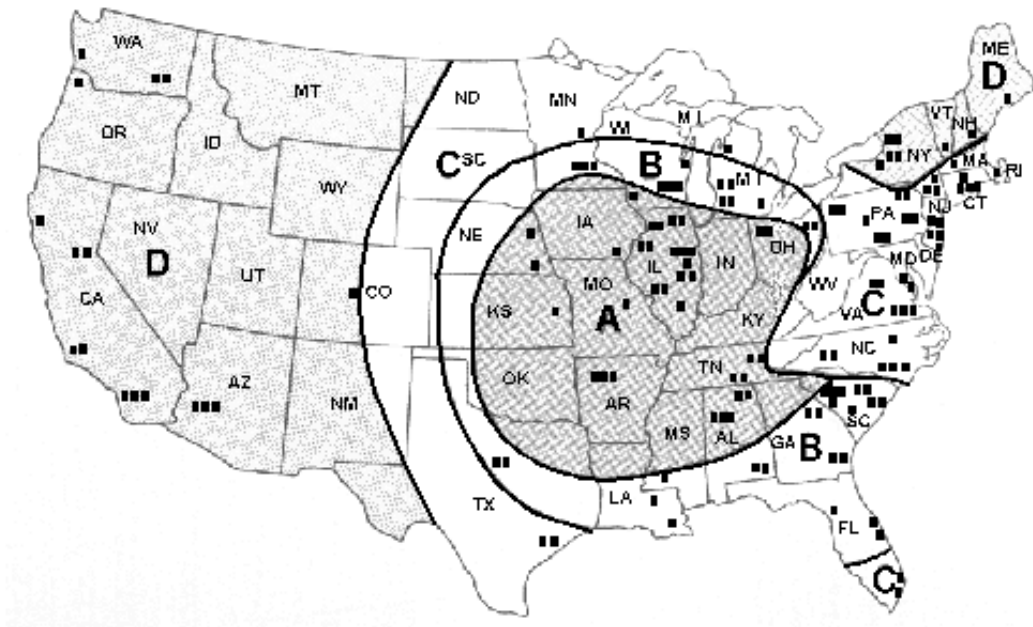 WA
MT
ND
MN
ME
D
OR
ID
WI
MI
VT
NH
NY
MA
RI
CT
C
SC
B
MI
WY
NV
D
NE
IA
PA
NJ
OH
MD
DE
UT
CA
CO
IL
IN
WV
KS
MO
A
KY
VA
C
NC
AZ
NM
OK
TN
AR
MS
AL
GA
B
SC
TX
LA
FL
C